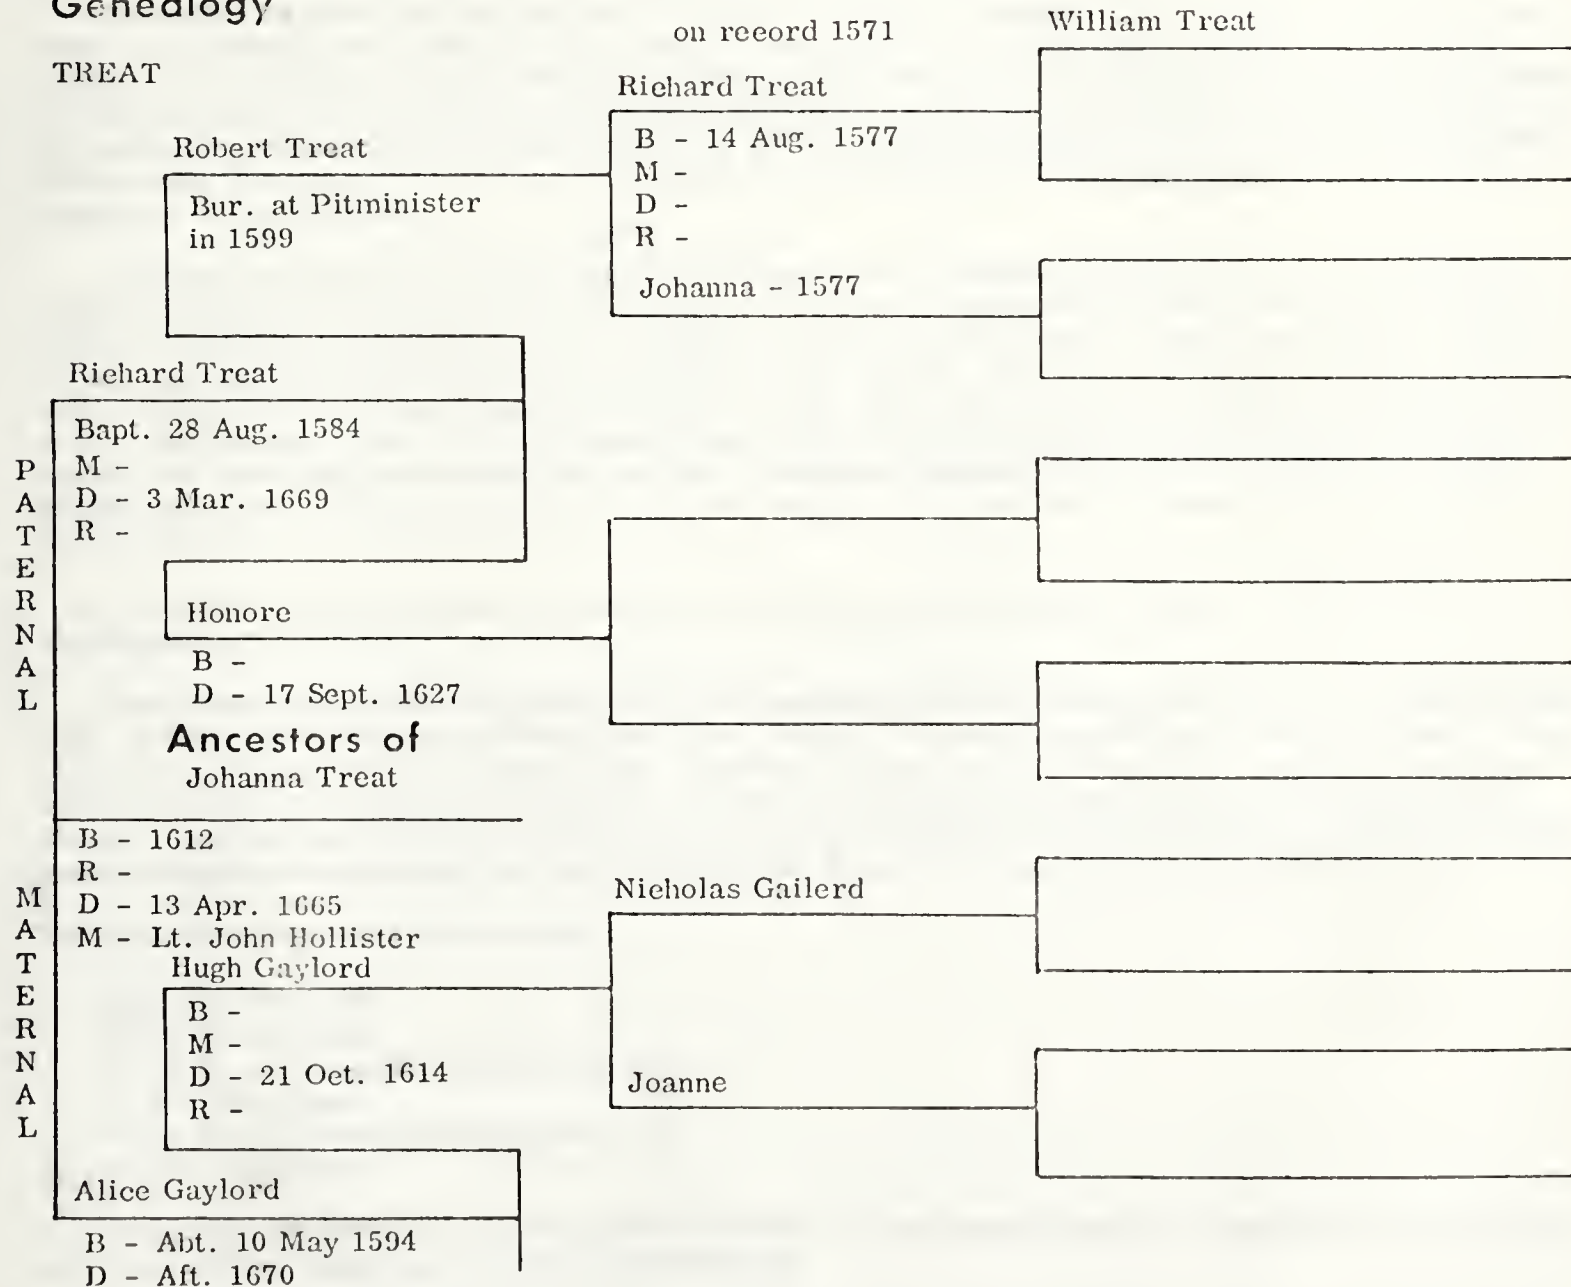 Genealogy
TREAT
on record 1571
William Treat
Richard Treat
B - 14 Aug. 1577
M -
D -
R -
Johanna - 1577
Robert Treat
Bur. at Pitminister
in 1599
Richard Treat
Bapt. 28 Aug. 1584
M -
D - 3 Mar. 1669
R -
PATERNAL
Honore
B -
D - 17 Sept. 1627
Ancestors of
Johanna Treat
B - 1612
R -
D - 13 Apr. 1665
M - Lt. John Hollister
MATERNAL
Hugh Gaylord
B -
M -
D - 21 Oct. 1614
R -
Nicholas Gailerd
Joanne
Alice Gaylord
B - Abt. 10 May 1594
D - Aft. 1670